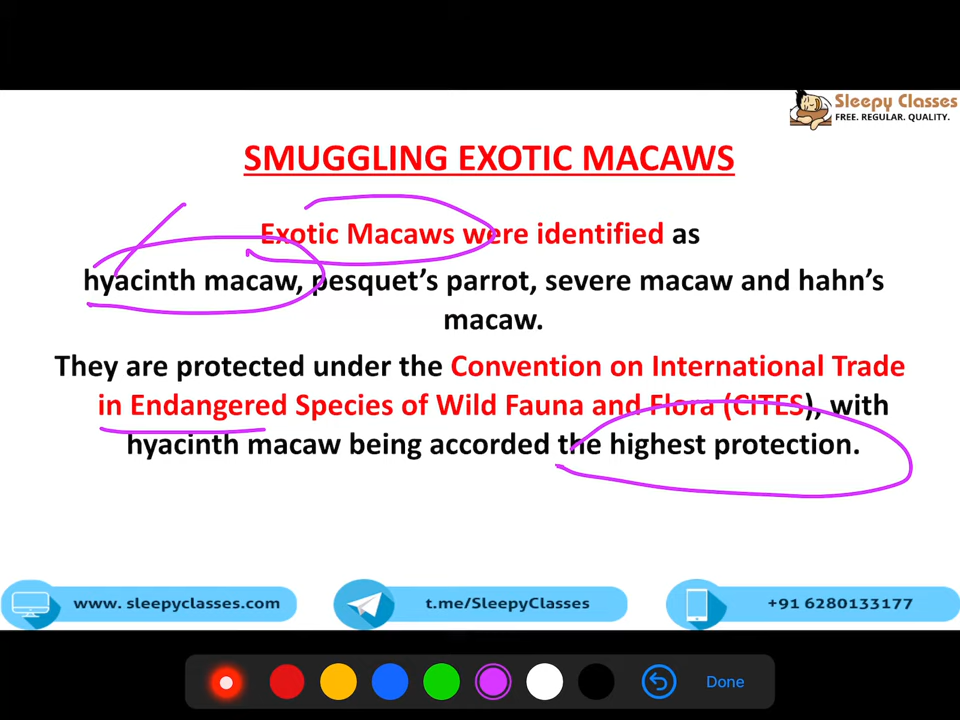 Sleepy Classes
FREE. REGULAR. QUALITY.
SMUGGLING EXOTIC MACAWS
Exotic Macaws were identified as
hyacinth macaw, pesquet’s parrot, severe macaw and hahn’s
macaw.
They are protected under the Convention on International Trade
in Endangered Species of Wild Fauna and Flora (CITES), with
hyacinth macaw being accorded the highest protection.
www. sleepyclasses.com
t.me/SleepyClasses
+91 6280133177
Done